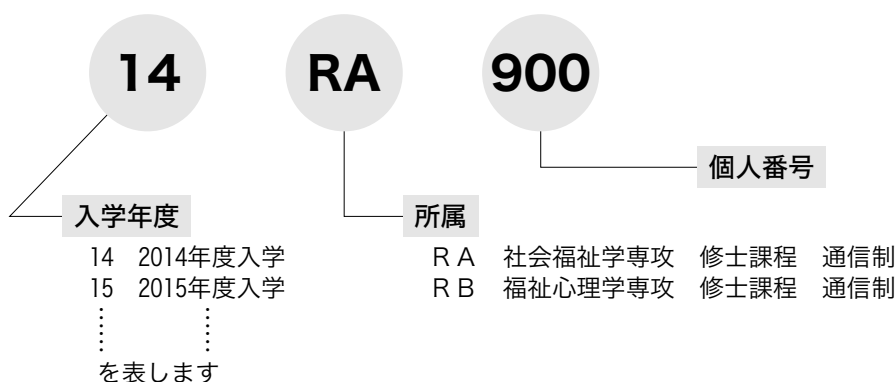 14 RA 900
個人番号
入学年度 所属
14 2014年度入学 RA 社会福祉学専攻 修士課程 通信制
15 2015年度入学 RB 福祉心理学専攻 修士課程 通信制
を表します